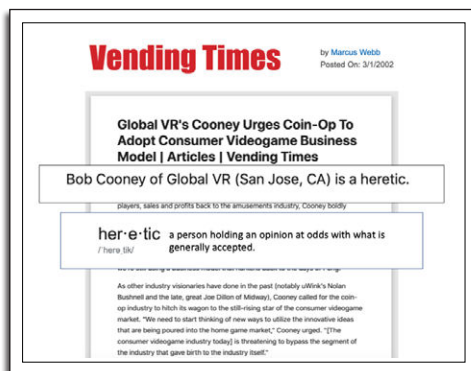 Vending Times
by Marcus Webb
Posted On: 3/1/2002
Global VR's Cooney Urges Coin-Op To
Adopt Consumer Videogame Business
Model | Articles | Vending Times
Bob Cooney of Global VR (San Jose, CA) is a heretic.
players, sales and profits back to the amusements industry, Cooney boldly
her·e·tic a person holding an opinion at odds with what is
/ˈherəˌtik/ generally accepted.
As other industry visionaries have done in the past (notably uWink's Nolan
Bushnell and the late, great Joe Dillon of Midway), Cooney called for the coin-
op industry to hitch its wagon to the still-rising star of the consumer videogame
market. "We need to start thinking of new ways to utilize the innovative ideas
that are being poured into the home game market," Cooney urged. "[The
consumer videogame industry today] is threatening to bypass the segment of
the industry that gave birth to the industry itself."